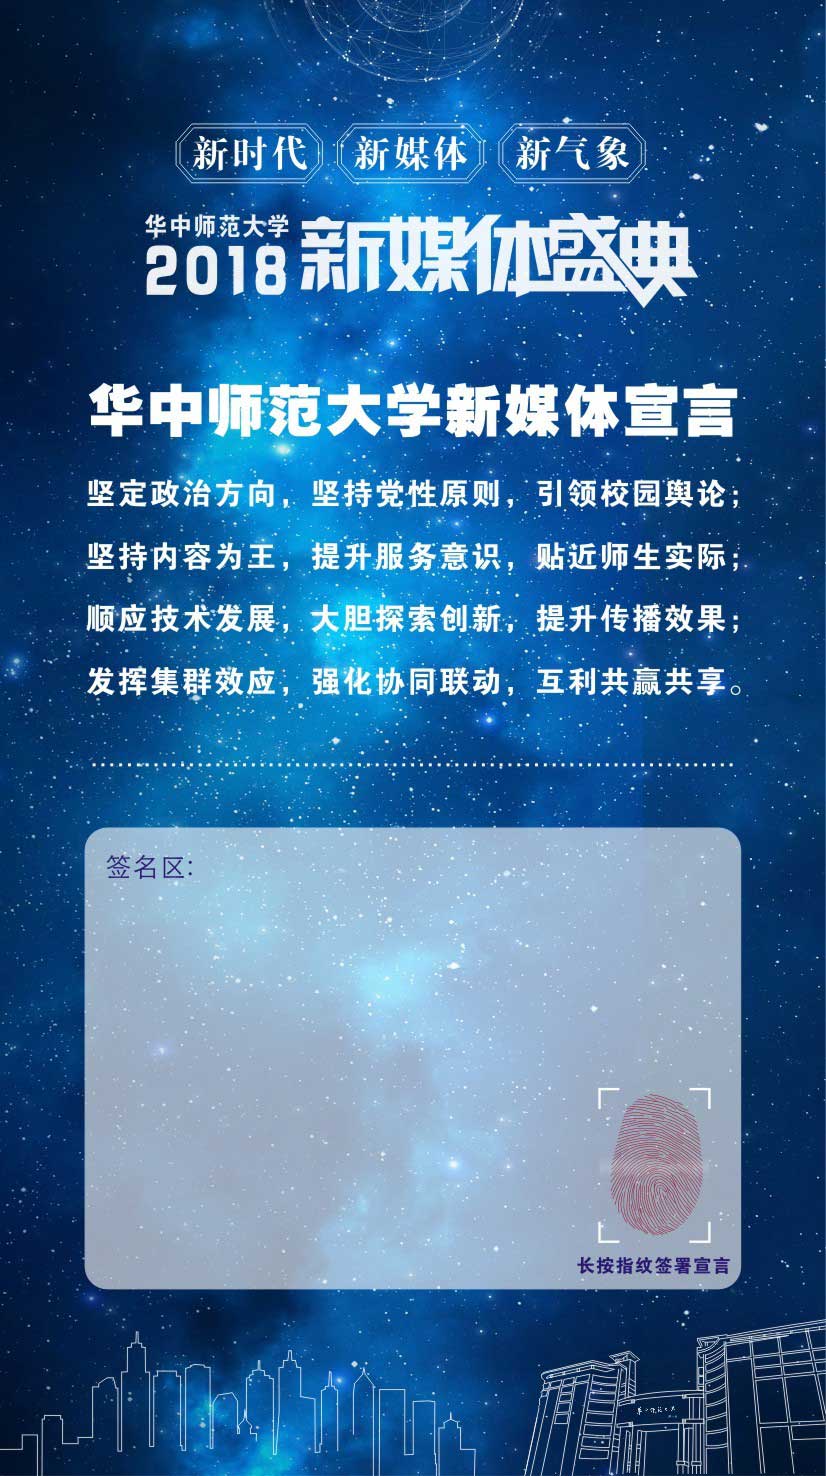 新时代 新媒体 新气象
华中师范大学
2018 新媒体盛典
华中师范大学新媒体宣言
坚定政治方向，坚持党性原则，引领校园舆论；
坚持内容为王，提升服务意识，贴近师生实际；
顺应技术发展，大胆探索创新，提升传播效果；
发挥集群效应，强化协同联动，互利共赢共享。
签名区:
长按指纹签署宣言